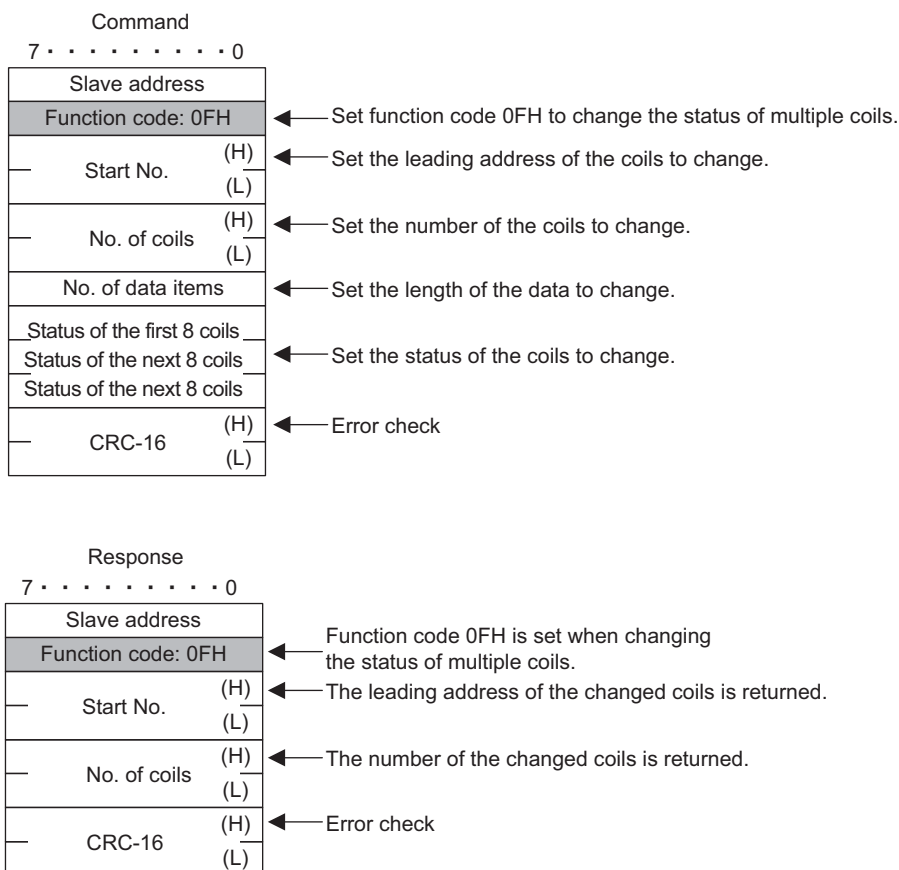 Command
7 · · · · · · · · · 0
Slave address
Function code: 0FH
Set function code 0FH to change the status of multiple coils.
Start No.
(H)
(L)
Set the leading address of the coils to change.
No. of coils
(H)
(L)
Set the number of the coils to change.
No. of data items
Set the length of the data to change.
Status of the first 8 coils
Status of the next 8 coils
Status of the next 8 coils
Set the status of the coils to change.
CRC-16
(H)
(L)
Error check
Response
7 · · · · · · · · · 0
Slave address
Function code: 0FH
Function code 0FH is set when changing
the status of multiple coils.
Start No.
(H)
(L)
The leading address of the changed coils is returned.
No. of coils
(H)
(L)
The number of the changed coils is returned.
CRC-16
(H)
(L)
Error check